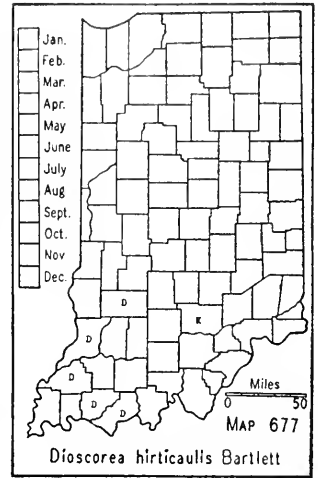 Jan.
Feb.
Mar.
Apr.
May
June
July
Aug
Sept.
Oct.
Nov
Dec.
D
K
D
D
D
D
Miles
0 50
MAP 677
Dioscorea hirticaulis Bartlett